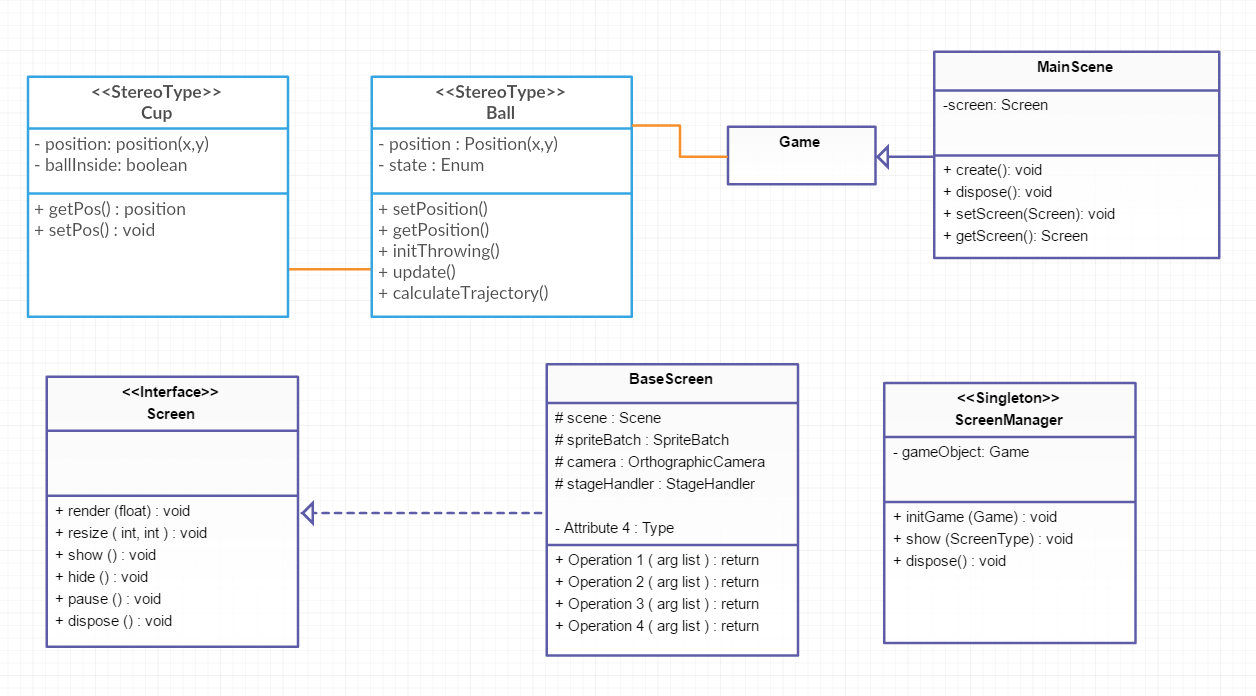 <<StereoType>>
Cup
- position: position(x,y)
- ballInside: boolean
+ getPos() : position
+ setPos() : void
<<StereoType>>
Ball
- position : Position(x,y)
- state : Enum
+ setPosition()
+ getPosition()
+ initThrowing()
+ update()
+ calculateTrajectory()
Game
MainScene
-screen: Screen
+ create(): void
+ dispose(): void
+ setScreen(Screen): void
+ getScreen(): Screen
<<Interface>>
Screen
+ render (float) : void
+ resize ( int, int ) : void
+ show () : void
+ hide () : void
+ pause () : void
+ dispose () : void
BaseScreen
# scene : Scene
# spriteBatch : SpriteBatch
# camera : OrthographicCamera
# stageHandler : StageHandler
- Attribute 4 : Type
+ Operation 1 ( arg list ) : return
+ Operation 2 ( arg list ) : return
+ Operation 3 ( arg list ) : return
+ Operation 4 ( arg list ) : return
<<Singleton>>
ScreenManager
- gameObject: Game
+ initGame (Game) : void
+ show (ScreenType) : void
+ dispose() : void